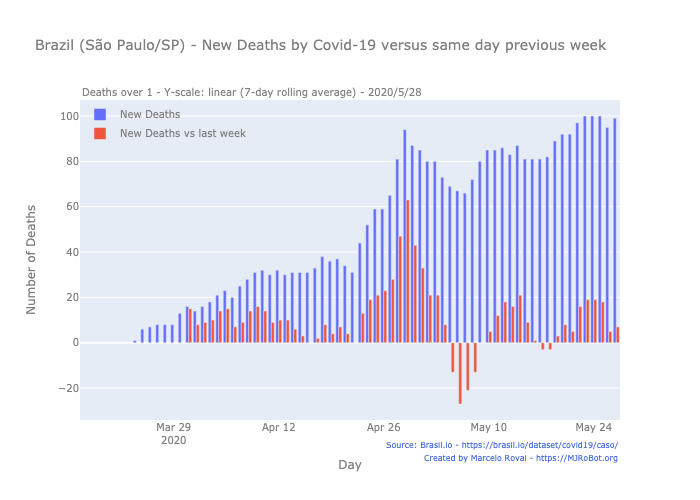 Brazil (São Paulo/SP) - New Deaths by Covid-19 versus same day previous week
Deaths over 1 - Y-scale: linear (7-day rolling average) - 2020/5/28
New Deaths
New Deaths vs last week
100
80
60
40
20
0
−20
Number of Deaths
Mar 29
2020
Apr 12
Apr 26
May 10
May 24
Day
Source: Brasil.io - https://brasil.io/dataset/covid19/caso/
Created by Marcelo Rovai - https://MJRoBot.org